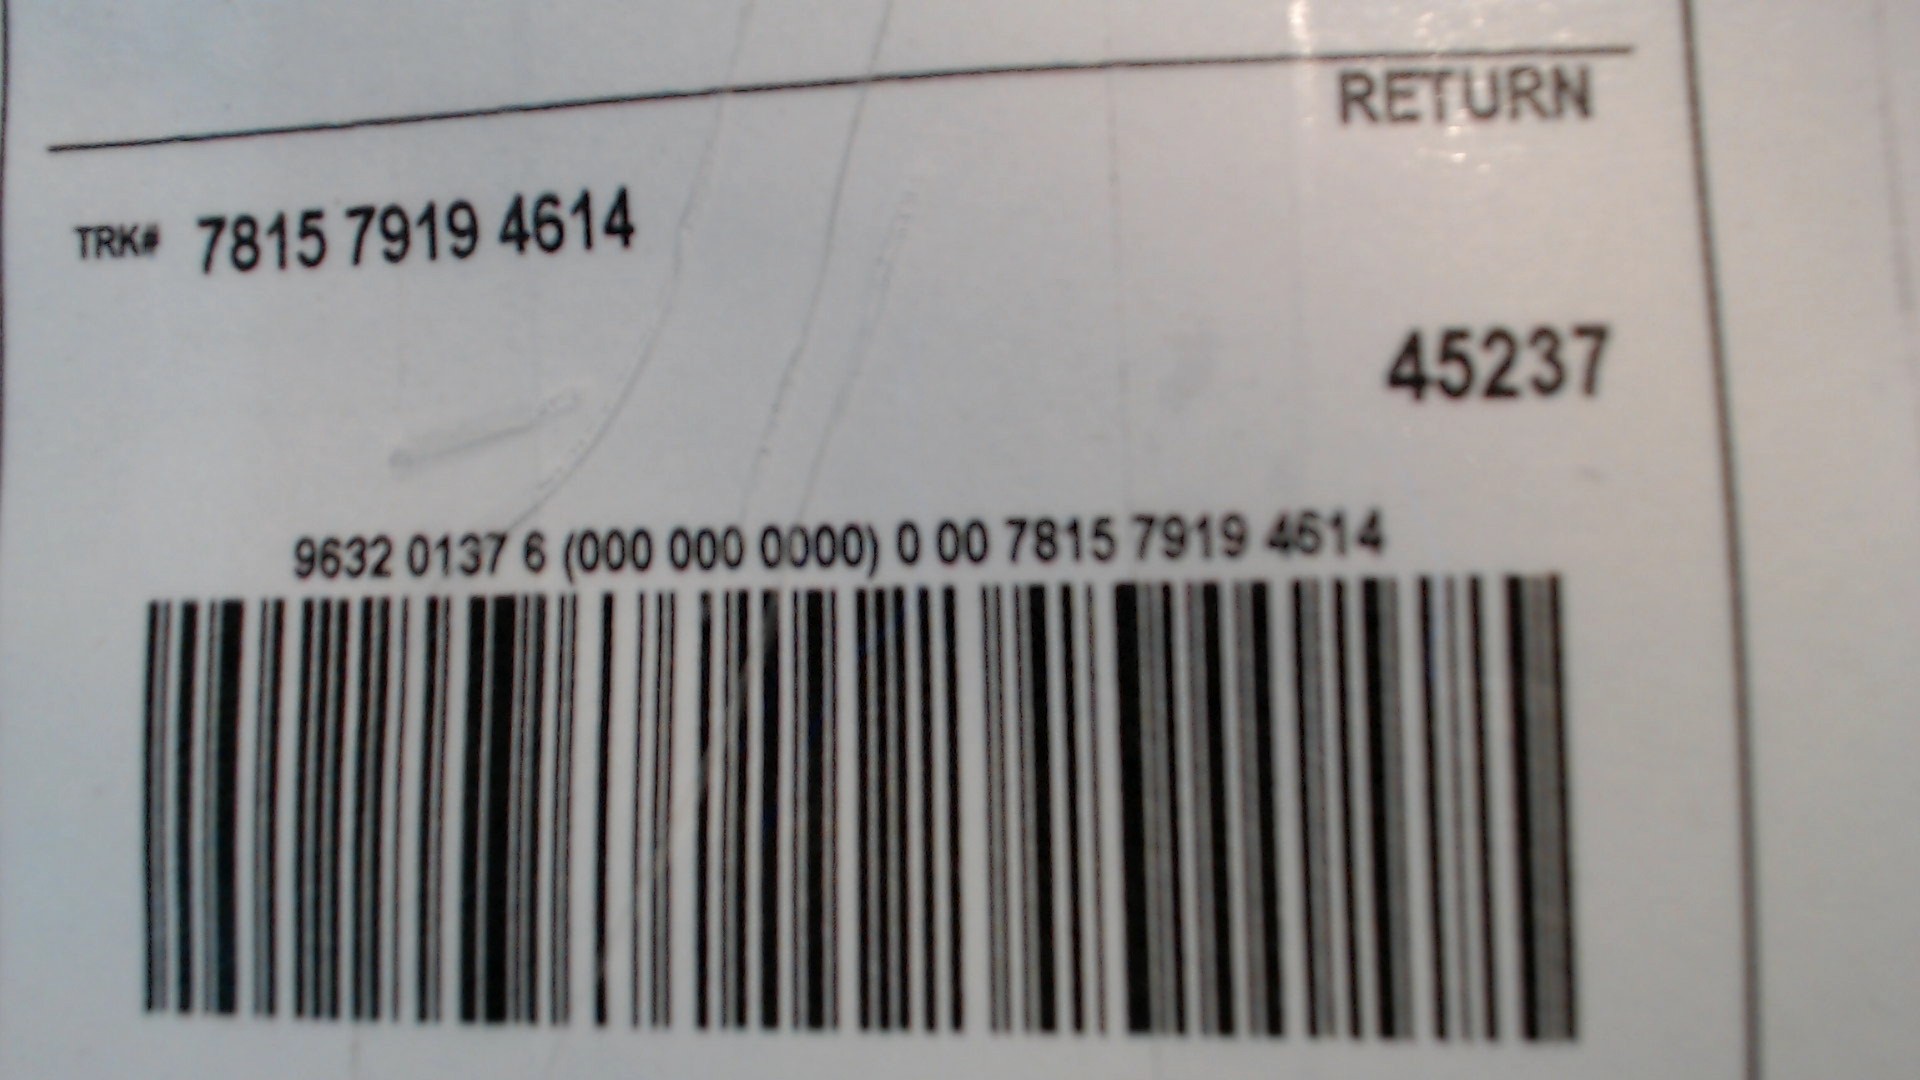 RETURN
TRK# 7815 7919 4614
45237
9632 0137 6 (000 000 0000) 0 00 7815 7919 4614